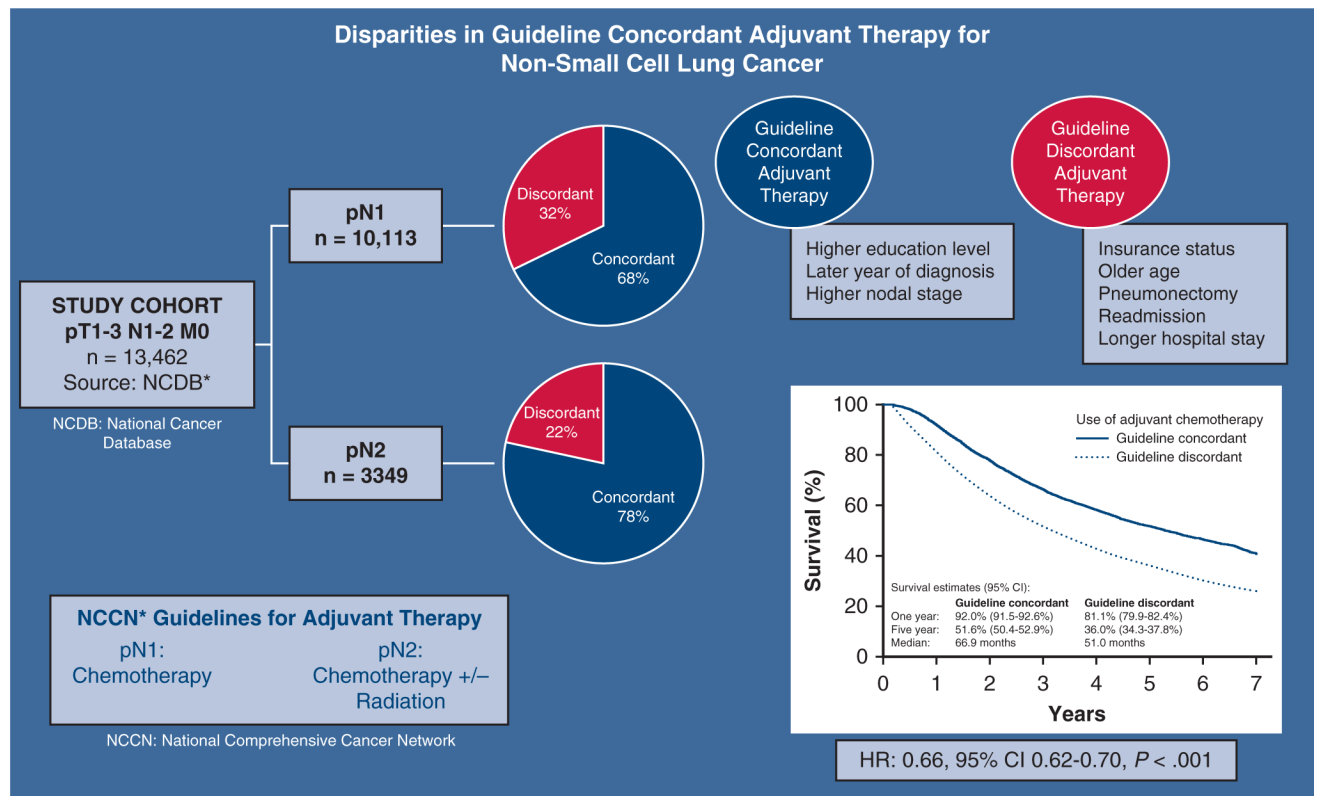 Disparities in Guideline Concordant Adjuvant Therapy for
Non-Small Cell Lung Cancer
STUDY COHORT
pT1-3 N1-2 M0
n = 13,462
Source: NCDB*
NCDB: National Cancer
Database
pN1
n = 10,113
pN2
n = 3349
Discordant
32%
Concordant
68%
Discordant
22%
Concordant
78%
Guideline
Concordant
Adjuvant
Therapy
Higher education level
Later year of diagnosis
Higher nodal stage
Guideline
Discordant
Adjuvant
Therapy
Insurance status
Older age
Pneumonectomy
Readmission
Longer hospital stay
NCCN* Guidelines for Adjuvant Therapy
pN1:
Chemotherapy
pN2:
Chemotherapy +/–
Radiation
NCCN: National Comprehensive Cancer Network
Survival (%)
100
80
60
40
20
0
Use of adjuvant chemotherapy
Guideline concordant
Guideline discordant
Survival estimates (95% CI):
Guideline concordant Guideline discordant
One year: 92.0% (91.5-92.6%) 81.1% (79.9-82.4%)
Five year: 51.6% (50.4-52.9%) 36.0% (34.3-37.8%)
Median: 66.9 months 51.0 months
0 1 2 3 4 5 6 7
Years
HR: 0.66, 95% CI 0.62-0.70, P < .001